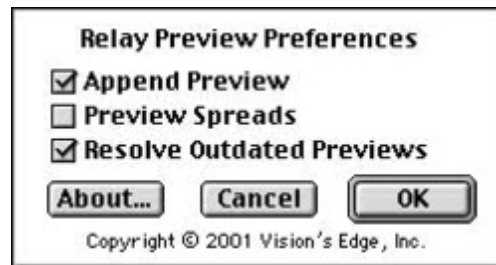 Relay Preview Preferences
Append Preview
Preview Spreads
Resolve Outdated Previews
About... Cancel OK
Copyright © 2001 Vision's Edge, Inc.